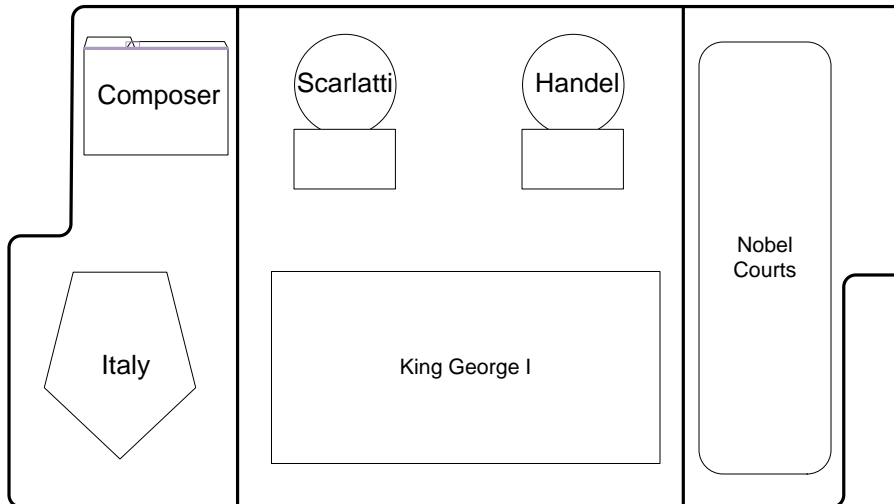 Composer
Scarlatti
Handel
Nobel
Courts
Italy
King George I